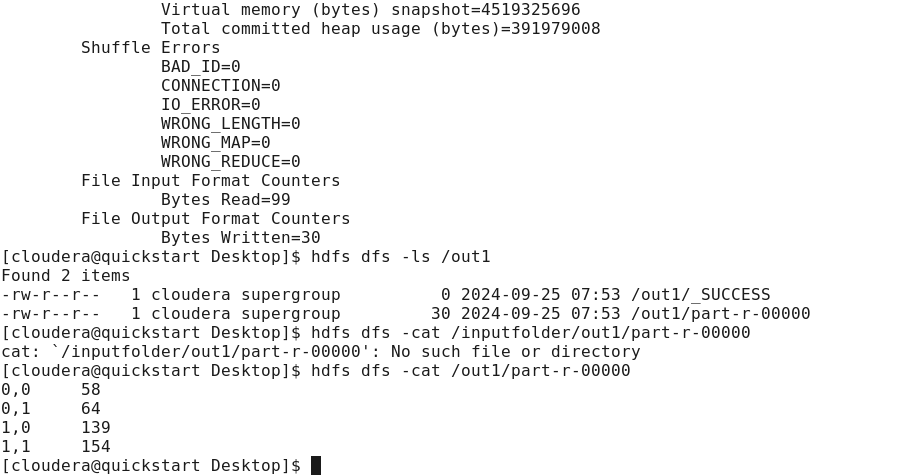 Virtual memory (bytes) snapshot=4519325696
Total committed heap usage (bytes)=391979008
Shuffle Errors
BAD_ID=0
CONNECTION=0
IO_ERROR=0
WRONG_LENGTH=0
WRONG_MAP=0
WRONG_REDUCE=0
File Input Format Counters
Bytes Read=99
File Output Format Counters
Bytes Written=30
[cloudera@quickstart Desktop]$ hdfs dfs -ls /out1
Found 2 items
-rw-r--r--   1 cloudera supergroup          0 2024-09-25 07:53 /out1/_SUCCESS
-rw-r--r--   1 cloudera supergroup         30 2024-09-25 07:53 /out1/part-r-00000
[cloudera@quickstart Desktop]$ hdfs dfs -cat /inputfolder/out1/part-r-00000
cat: `/inputfolder/out1/part-r-00000': No such file or directory
[cloudera@quickstart Desktop]$ hdfs dfs -cat /out1/part-r-00000
0,0     58
0,1     64
1,0     139
1,1     154
[cloudera@quickstart Desktop]$